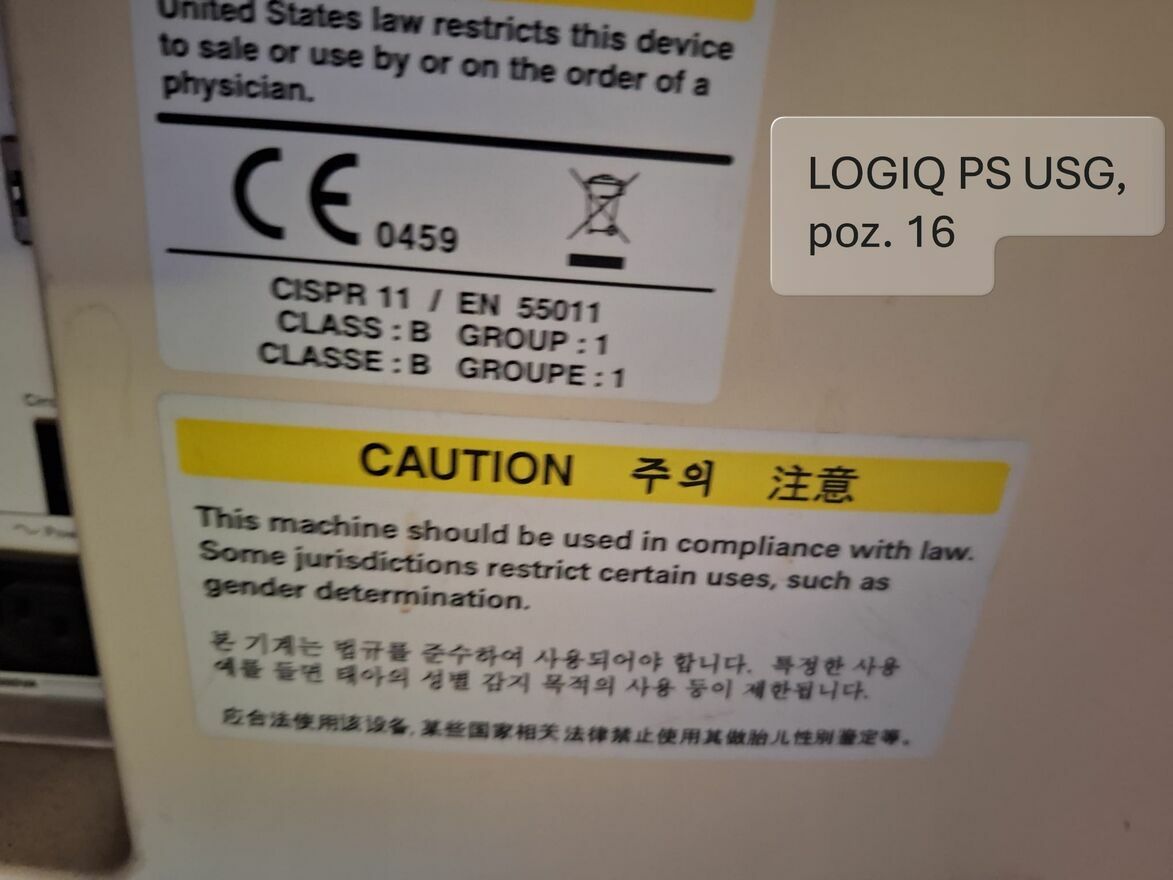 United States law restricts this device
to sale or use by or on the order of a
physician.
CE 0459
CISPR 11 / EN 55011
CLASS : B GROUP : 1
CLASSE : B GROUPE : 1
LOGIQ PS USG,
poz. 16
CAUTION 주의 注意
This machine should be used in compliance with law.
Some jurisdictions restrict certain uses, such as
gender determination.
본 기계는 법규를 준수하여 사용되어야 합니다. 특정한 사용
예를 들면 태아의 성별 감지 목적의 사용 등이 제한됩니다.
应合法使用该设备, 某些国家相关法律禁止使用其做胎儿性别鉴定等。